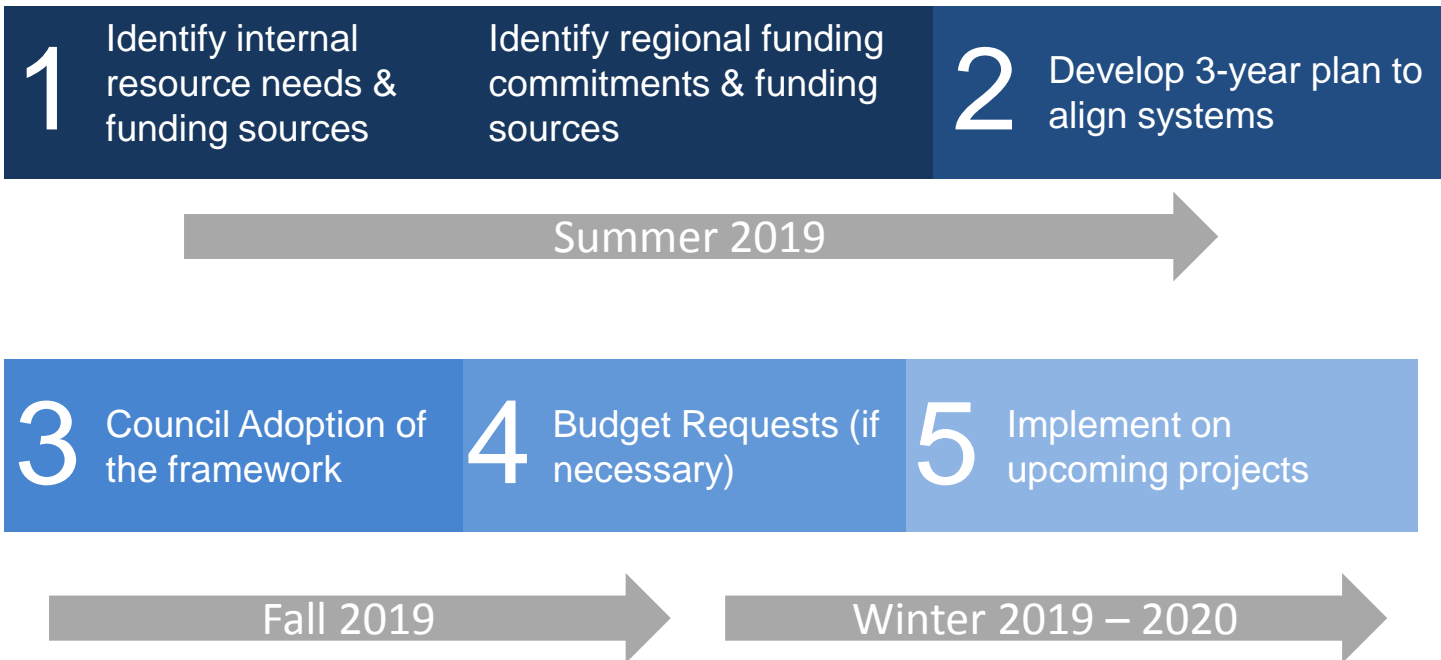 1
Identify internal
resource needs &
funding sources
Identify regional funding
commitments & funding
sources
2
Develop 3-year plan to
align systems
Summer 2019
3
Council Adoption of
the framework
4
Budget Requests (if
necessary)
5
Implement on
upcoming projects
Fall 2019
Winter 2019 – 2020